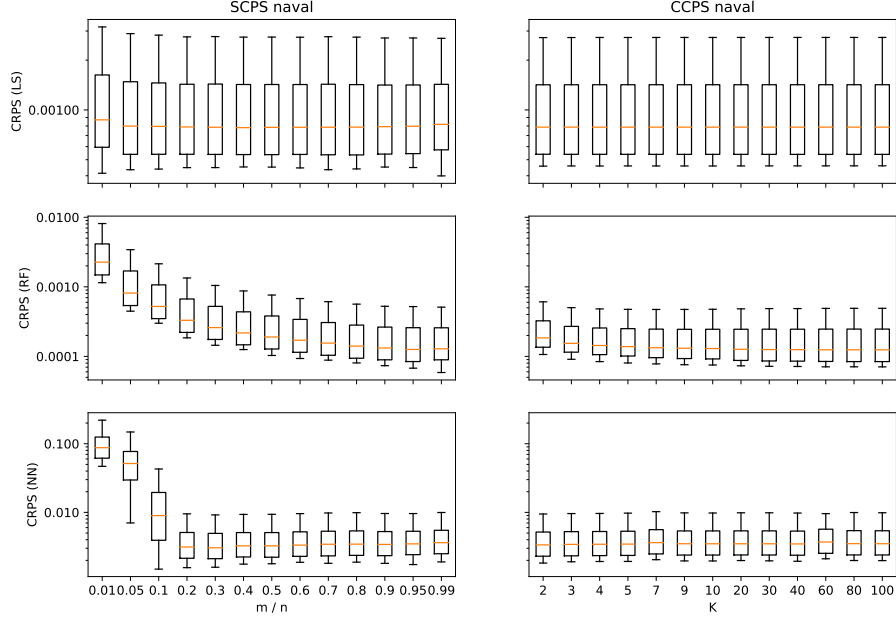 SCPS naval
CCPS naval
CRPS (LS)
0.00100
CRPS (RF)
0.0100
0.0010
0.0001
CRPS (NN)
0.100
0.010
0.01 0.05 0.1 0.2 0.3 0.4 0.5 0.6 0.7 0.8 0.9 0.95 0.99
m / n
2 3 4 5 7 9 10 20 30 40 60 80 100
K